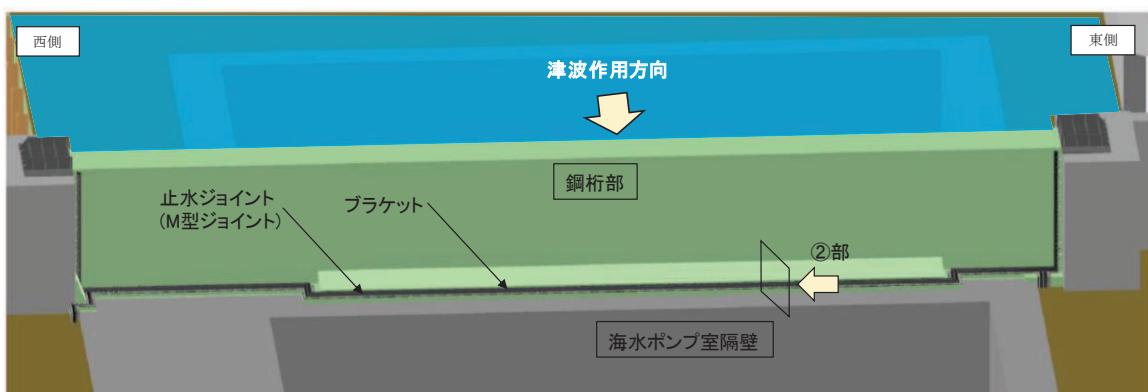 西側
東側
津波作用方向
鋼桁部
止水ジョイント
(M型ジョイント)
ブラケット
②部
海水ポンプ室隔壁